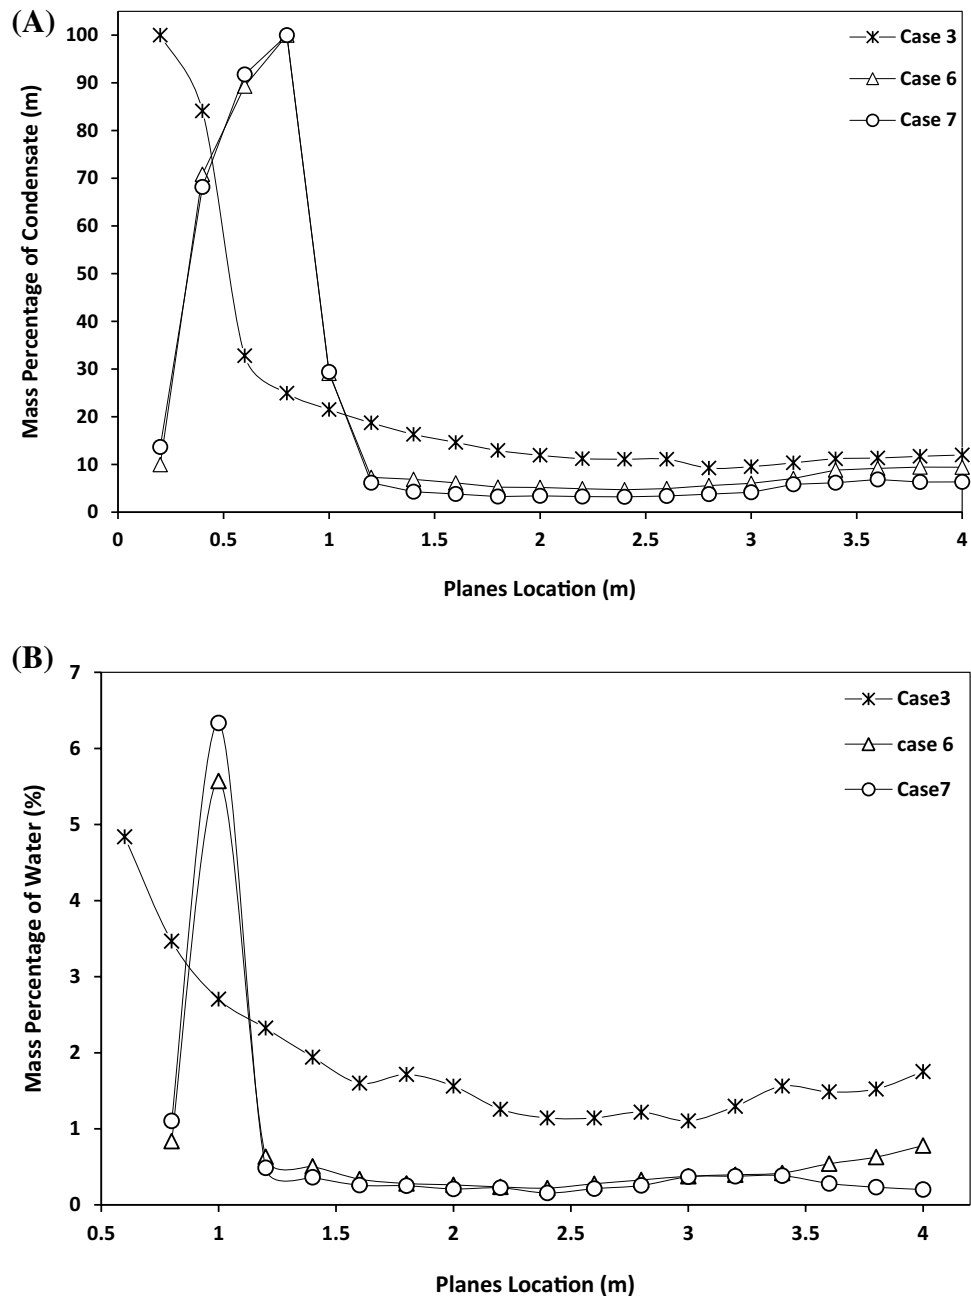 (A)
Mass Percentage of Condensate (m)
100
90
80
70
60
50
40
30
20
10
0
0 0.5 1 1.5 2 2.5 3 3.5 4
Planes Location (m)
Case 3
Case 6
Case 7
(B)
Mass Percentage of Water (%)
7
6
5
4
3
2
1
0
0.5 1 1.5 2 2.5 3 3.5 4
Planes Location (m)
Case3
case 6
Case7